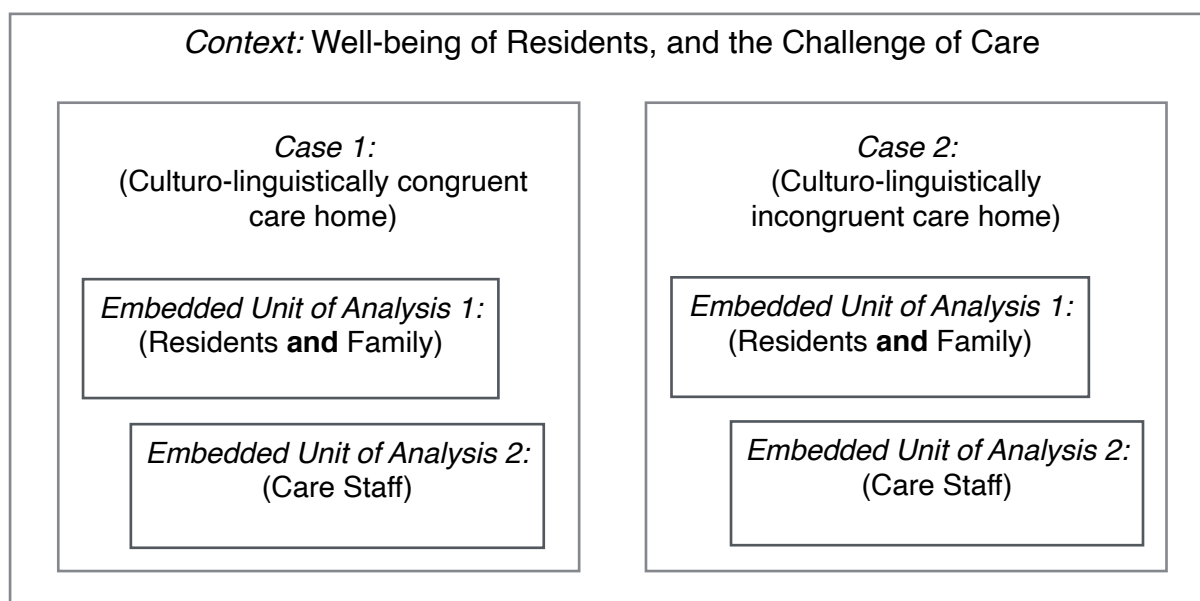 Context: Well-being of Residents, and the Challenge of Care
Case 1:
(Culturo-linguistically congruent
care home)
Embedded Unit of Analysis 1:
(Residents and Family)
Embedded Unit of Analysis 2:
(Care Staff)
Case 2:
(Culturo-linguistically
incongruent care home)
Embedded Unit of Analysis 1:
(Residents and Family)
Embedded Unit of Analysis 2:
(Care Staff)